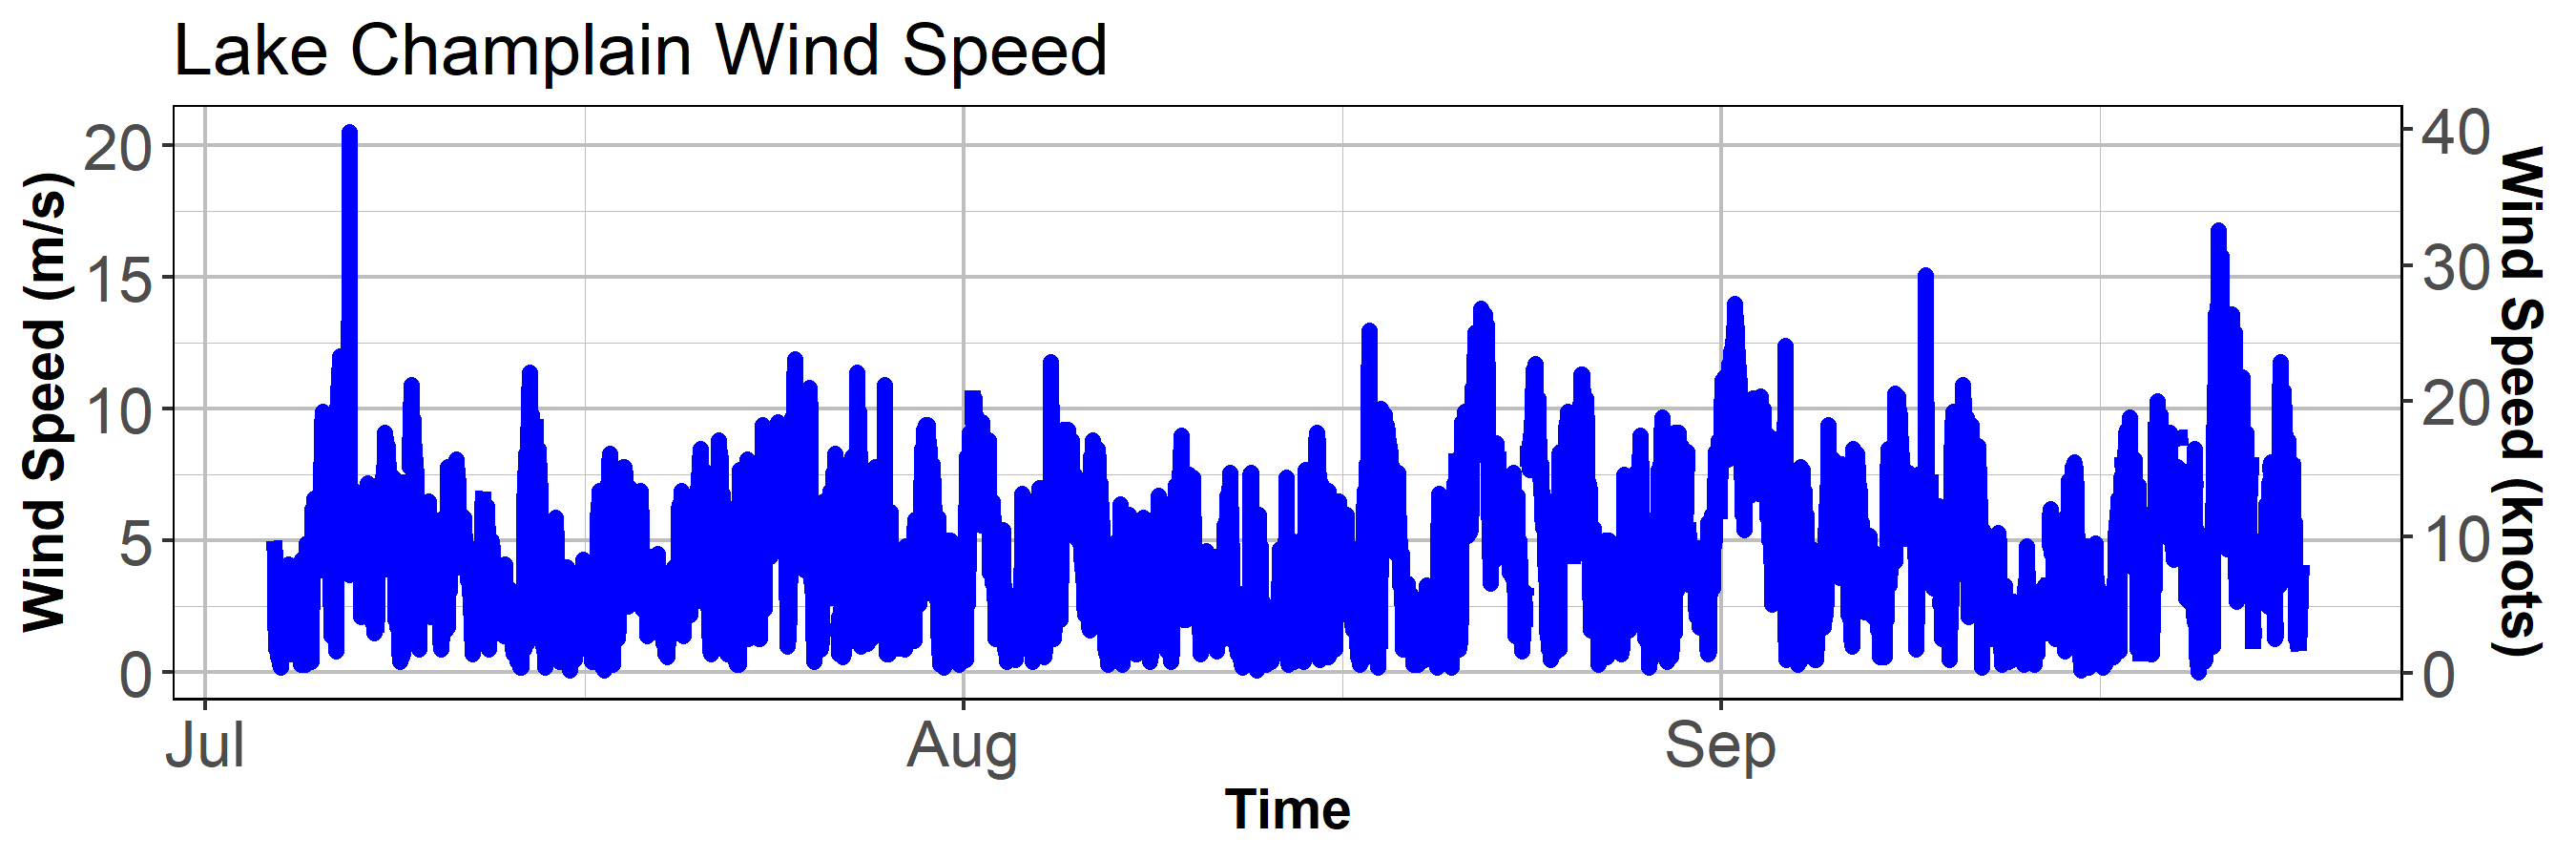 Lake Champlain Wind Speed
Wind Speed (m/s)
20
15
10
5
0
40
30
20
10
0
Wind Speed (knots)
Jul
Aug
Sep
Time